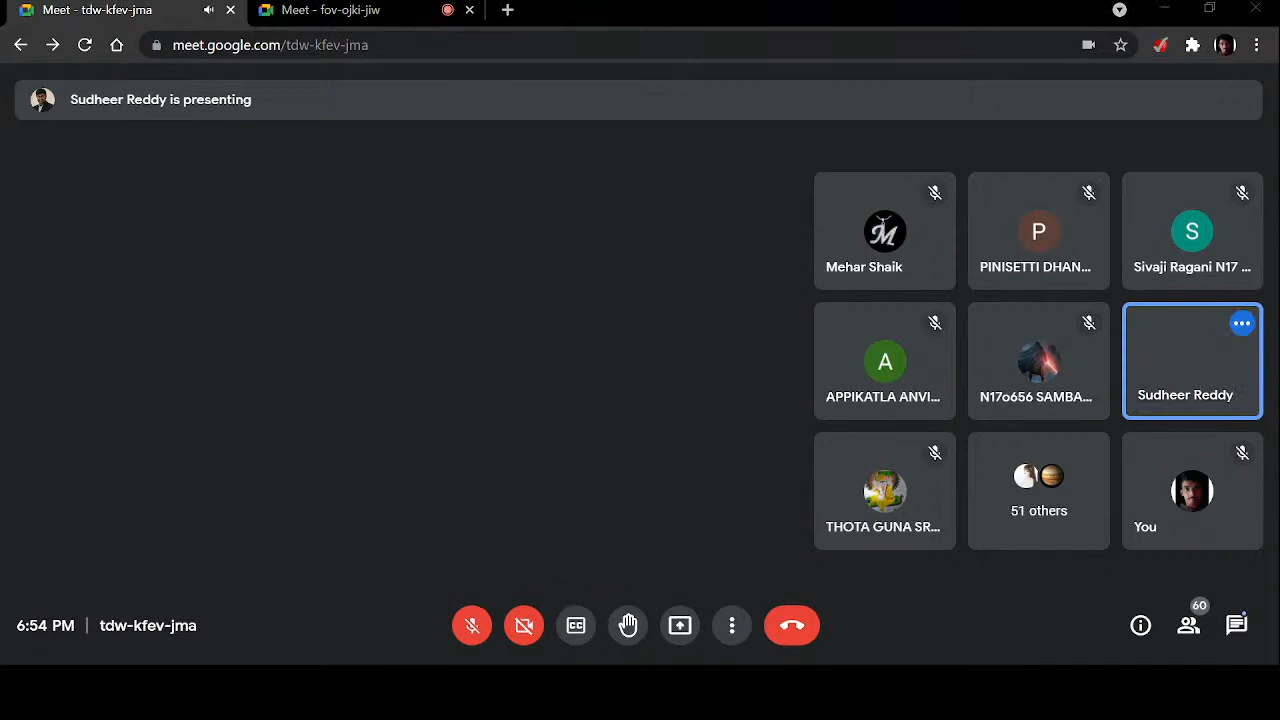 Meet - tdw-kfev-jma
Meet - fov-ojki-jiw
meet.google.com/tdw-kfev-jma
Sudheer Reddy is presenting
M
P
S
Mehar Shaik
PINISETTI DHAN...
Sivaji Ragani N17 ...
A
APPIKATLA ANVI...
N17o656 SAMBA...
Sudheer Reddy
THOTA GUNA SR...
51 others
You
6:54 PM | tdw-kfev-jma
CC
60